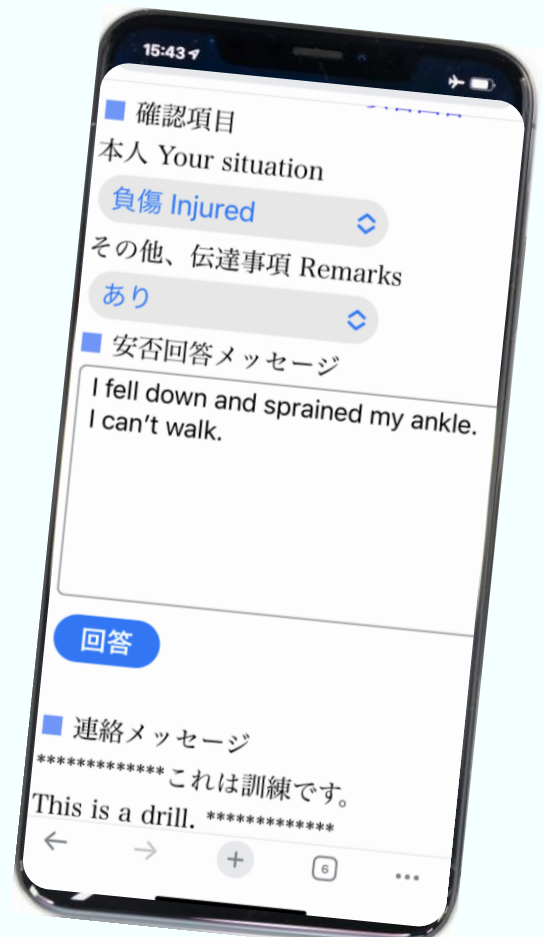 15:43
■ 確認項目
本人 Your situation
負傷 Injured
その他、伝達事項 Remarks
あり
■ 安否回答メッセージ
I fell down and sprained my ankle.
I can't walk.
回答
■ 連絡メッセージ
*************これは訓練です。
This is a drill. *************
6